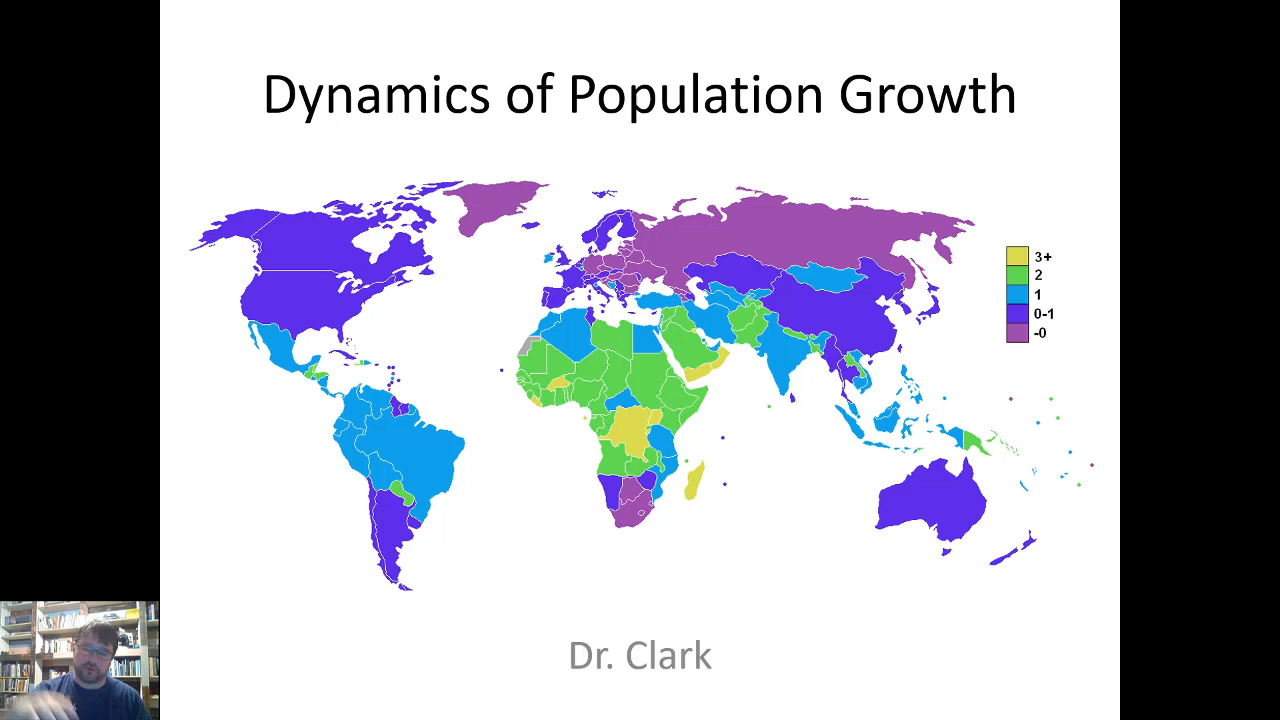 Dynamics of Population Growth
3+
2
1
0-1
-0
Dr. Clark